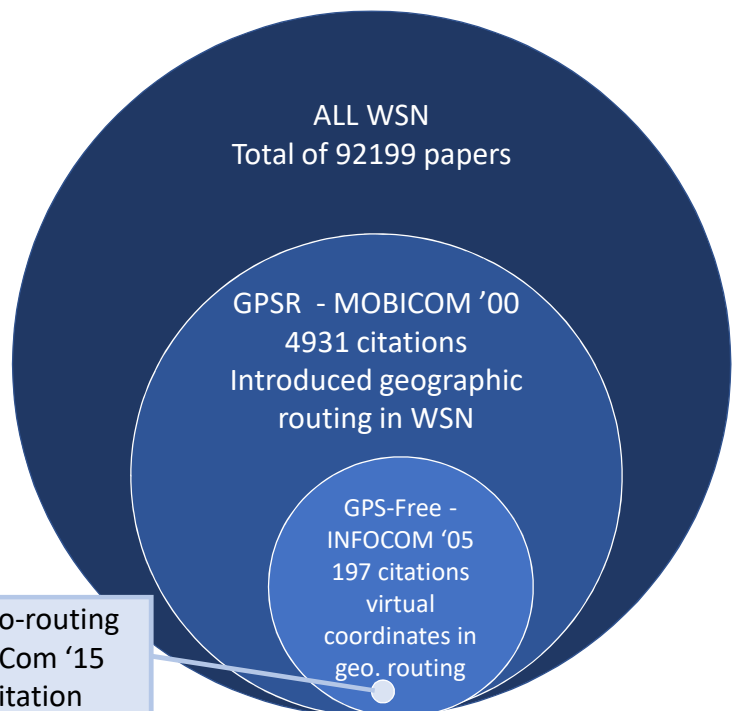 ALL WSN
Total of 92199 papers
GPSR - MOBICOM ’00
4931 citations
Introduced geographic
routing in WSN
GPS-Free -
INFOCOM ‘05
197 citations
virtual
coordinates in
geo. routing
o-routing
Com ‘15
itation